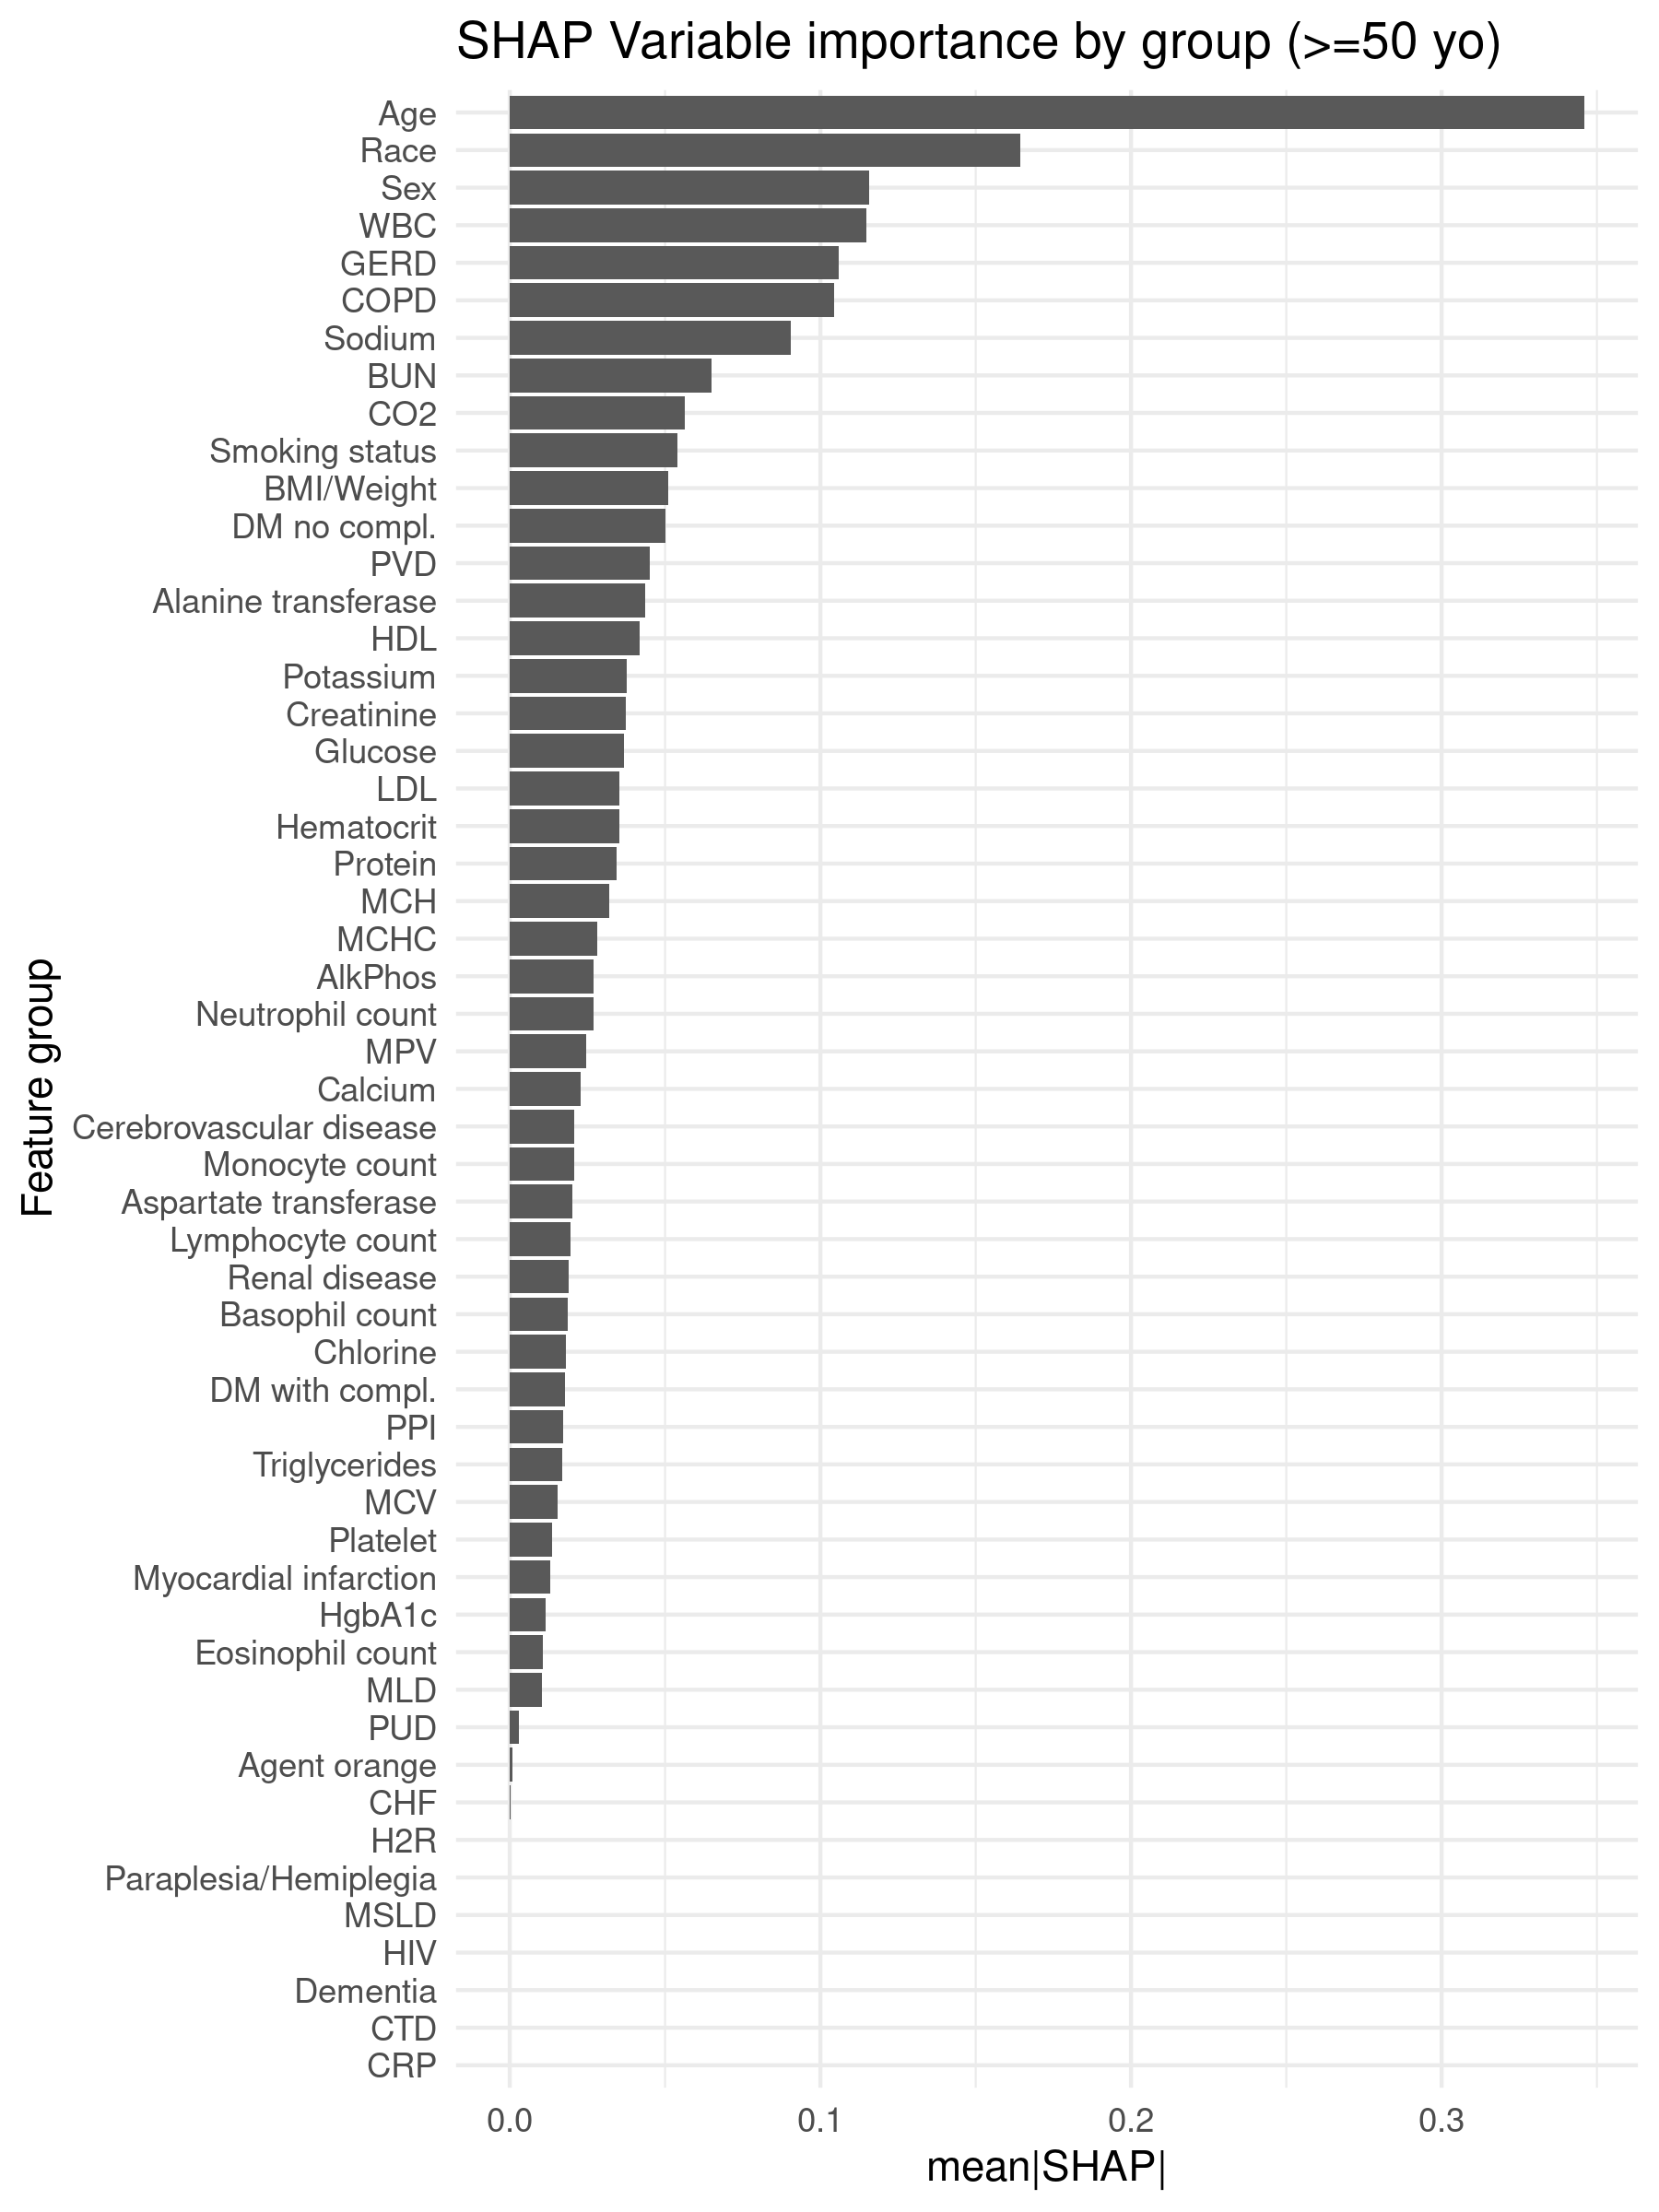 SHAP Variable importance by group (>=50 yo)
Age
Race
Sex
WBC
GERD
COPD
Sodium
BUN
CO2
Smoking status
BMI/Weight
DM no compl.
PVD
Alanine transferase
HDL
Potassium
Creatinine
Glucose
LDL
Hematocrit
Protein
MCH
MCHC
AlkPhos
Neutrophil count
MPV
Calcium
Cerebrovascular disease
Monocyte count
Aspartate transferase
Lymphocyte count
Renal disease
Basophil count
Chlorine
DM with compl.
PPI
Triglycerides
MCV
Platelet
Myocardial infarction
HgbA1c
Eosinophil count
MLD
PUD
Agent orange
CHF
H2R
Paraplesia/Hemiplegia
MSLD
HIV
Dementia
CTD
CRP
Feature group
0.0 0.1 0.2 0.3
mean|SHAP|